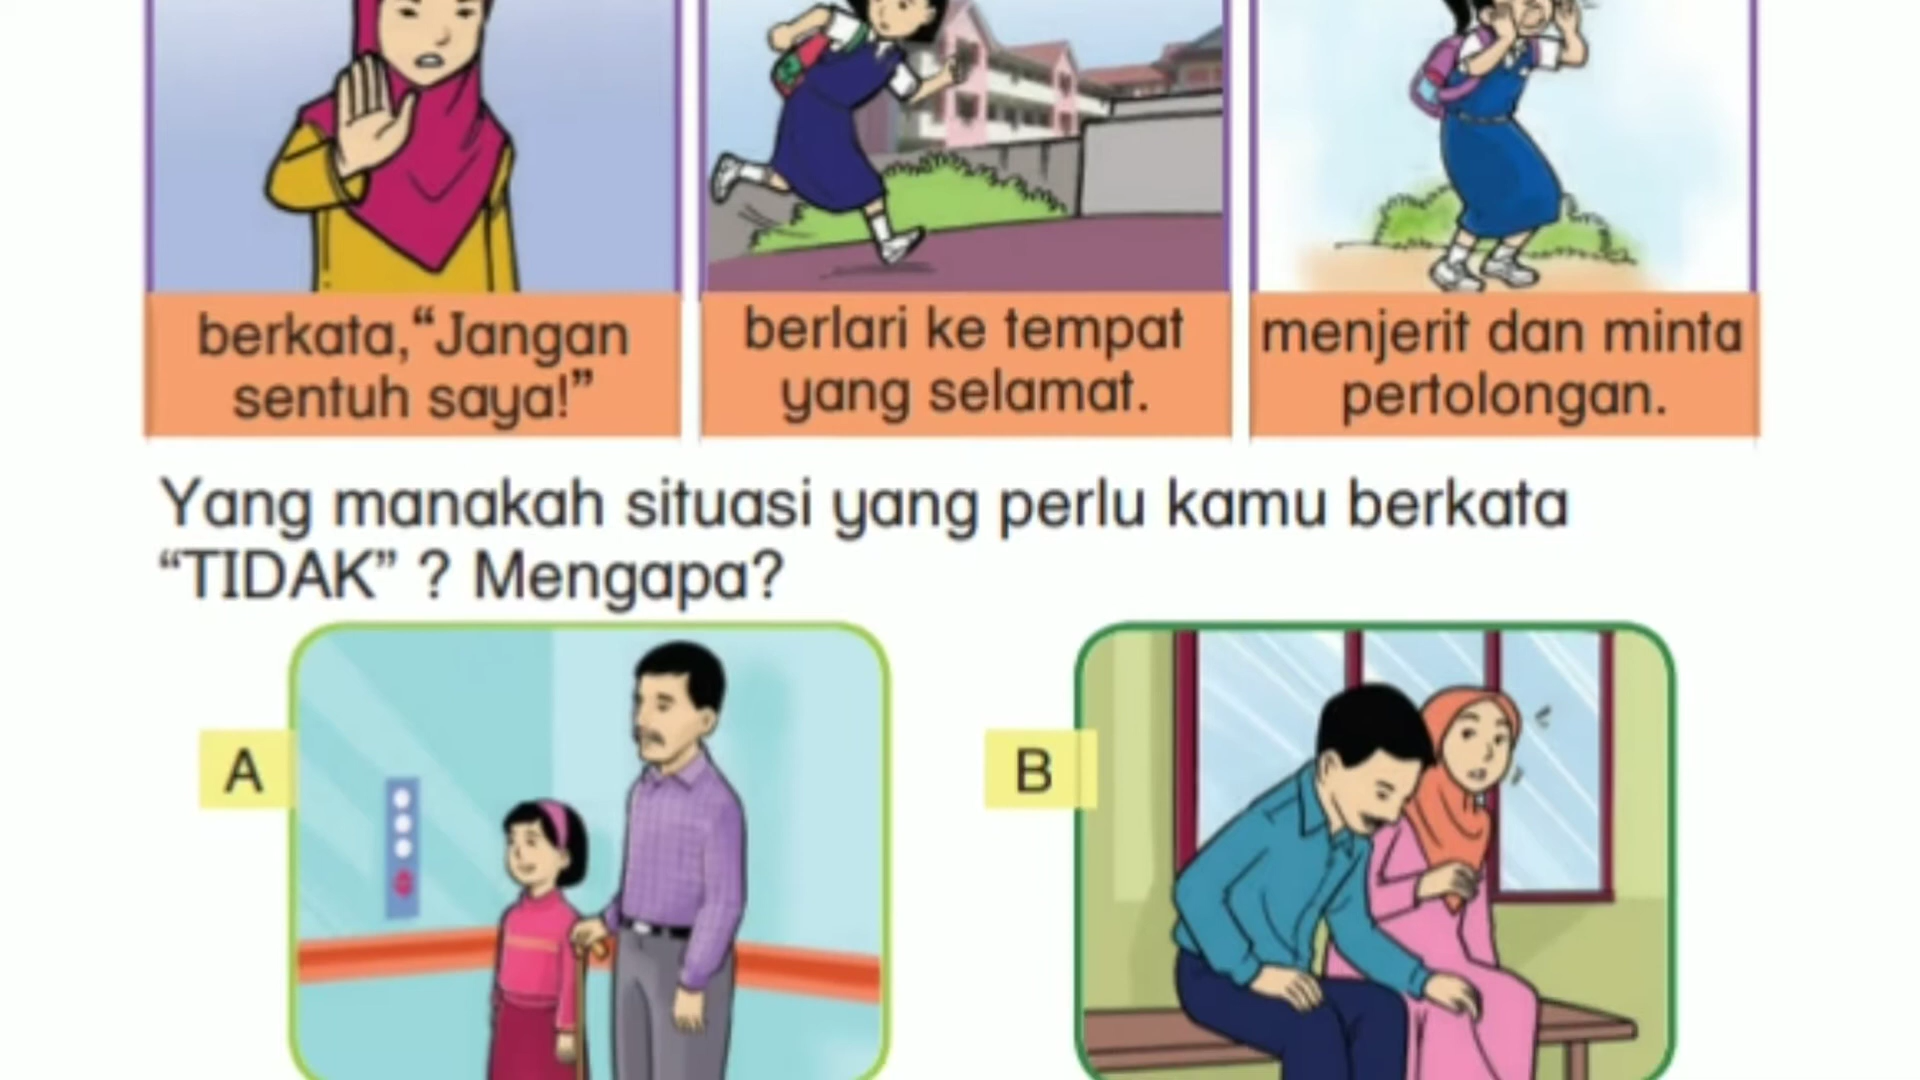 berkata, “Jangan
sentuh saya!”
berlari ke tempat
yang selamat.
menjerit dan minta
pertolongan.
Yang manakah situasi yang perlu kamu berkata
“TIDAK” ? Mengapa?
A
B